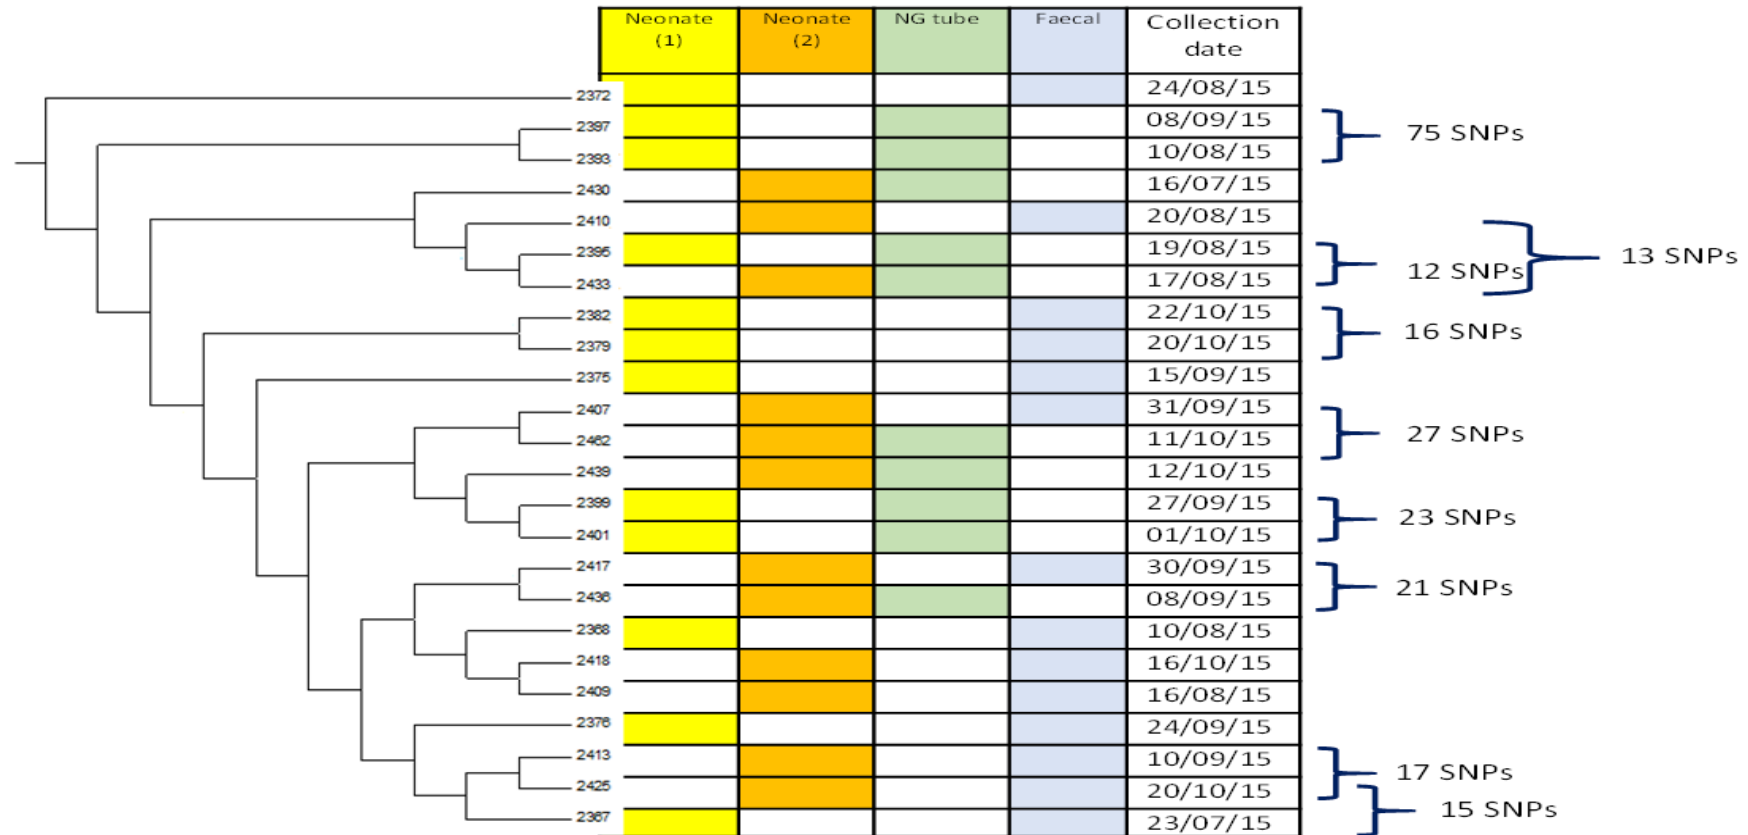 Neonate (1) Neonate (2) NG tube Faecal Collection date
2372 24/08/15
2397 08/09/15
75 SNPs
2393 10/08/15
2430 16/07/15
2410 20/08/15
2395 19/08/15
13 SNPs
12 SNPs
2433 17/08/15
2382 22/10/15
16 SNPs
2379 20/10/15
2375 15/09/15
2407 31/09/15
27 SNPs
2462 11/10/15
2439 12/10/15
2399 27/09/15
23 SNPs
2401 01/10/15
2417 30/09/15
21 SNPs
2436 08/09/15
2368 10/08/15
2418 16/10/15
2409 16/08/15
2376 24/09/15
2413 10/09/15
17 SNPs
2425 20/10/15
15 SNPs
2367 23/07/15